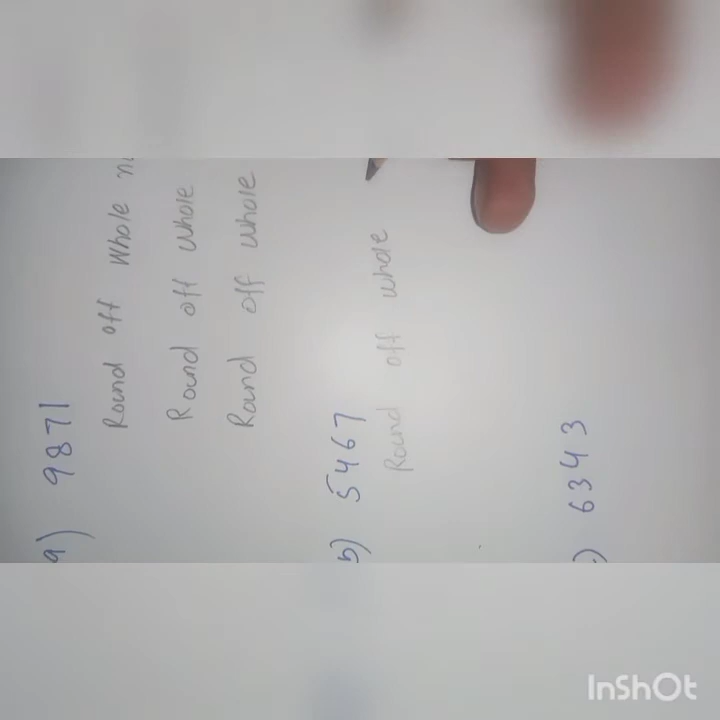 a) 9871
Round off whole
Round off whole
Round off whole
b) 5467
Round off whole
) 6343
InShOt